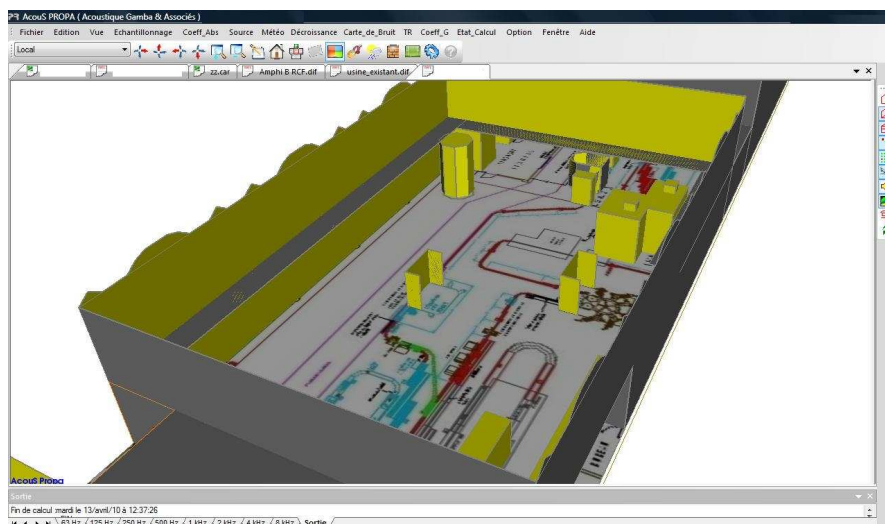 AcouS PROPA ( Acoustique Gamba & Associés )
Fichier Edition Vue Echantillonnage Coeff_Abs Source Météo Décroissance Carte_de_Bruit TR Coeff_G Etat_Calcul Option Fenêtre Aide
Local
zz.car Amphi B RCF.dif usine_existant.dif
AcouS Propa
Sortie
Fin de calcul :mardi le 13/avril/10 à 12:37:26
63 Hz 125 Hz 250 Hz 500 Hz 1 kHz 2 kHz 4 kHz 8 kHz Sortie